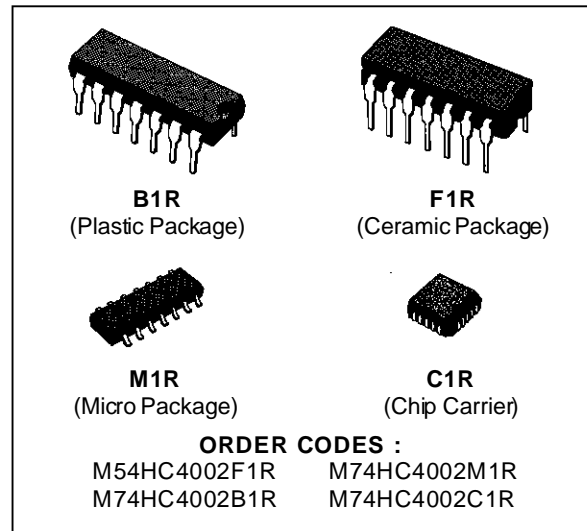 B1R
(Plastic Package)
F1R
(Ceramic Package)
M1R
(Micro Package)
C1R
(Chip Carrier)
ORDER CODES :
M54HC4002F1R M74HC4002M1R
M74HC4002B1R M74HC4002C1R